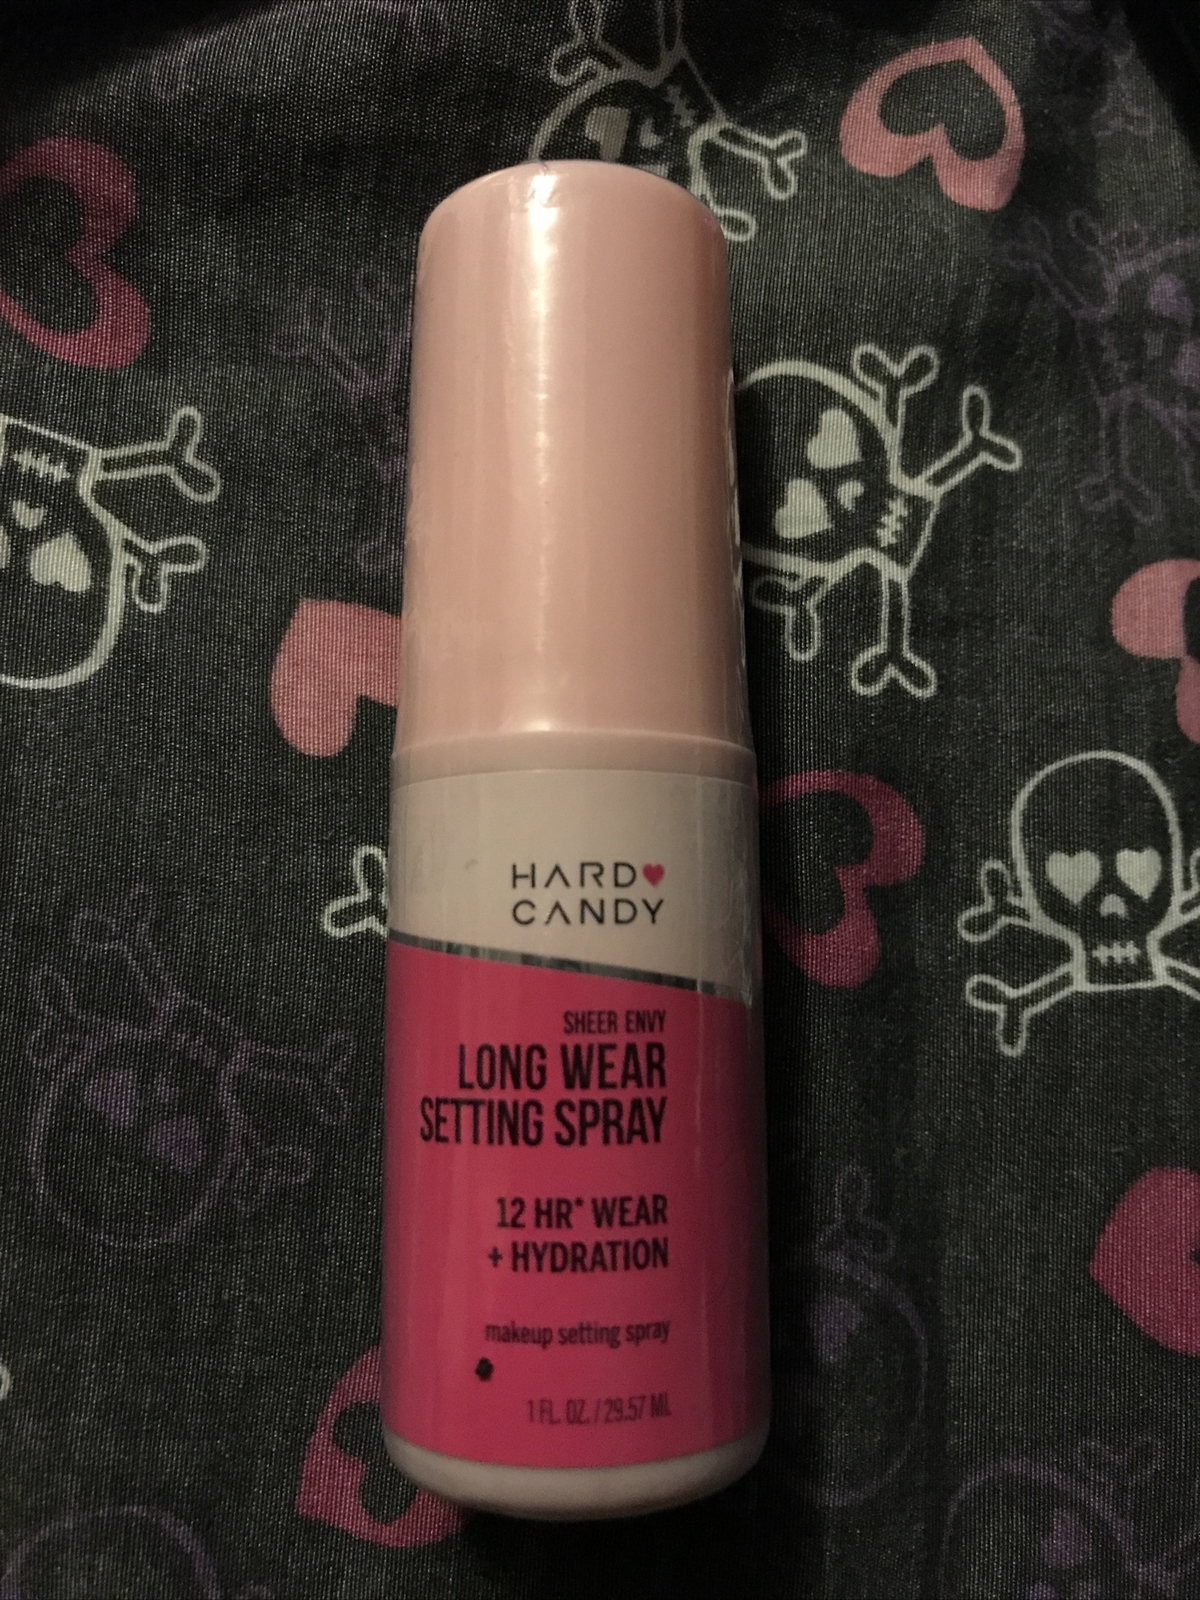 HARD
CANDY
SHEER ENVY
LONG WEAR
SETTING SPRAY
12 HR* WEAR
+ HYDRATION
makeup setting spray
1 FL. OZ. / 29.57 ML